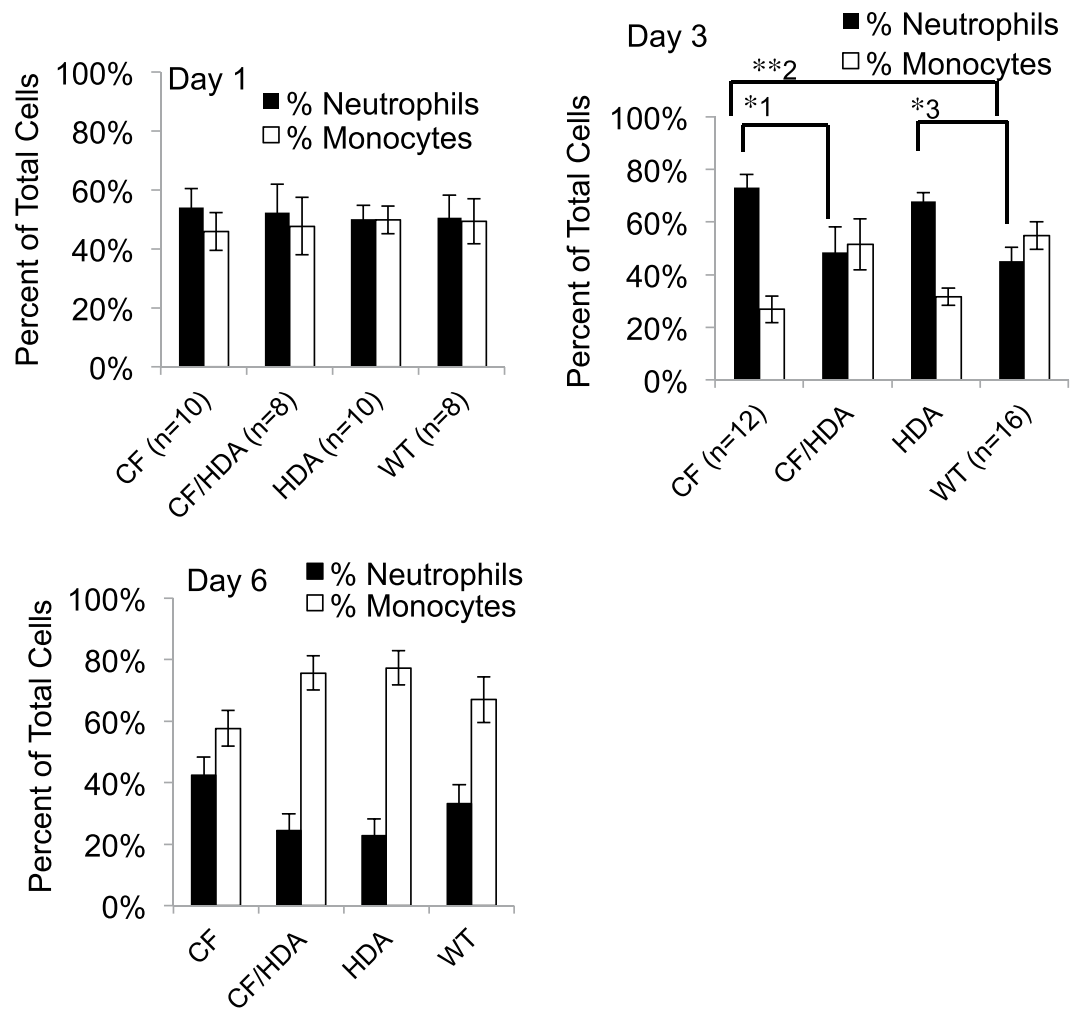 Day 1
% Neutrophils
% Monocytes
Percent of Total Cells
100%
80%
60%
40%
20%
0%
CF (n=10)
CF/HDA (n=8)
HDA (n=10)
WT (n=8)
Day 3
% Neutrophils
% Monocytes
**2
*1
*3
Percent of Total Cells
100%
80%
60%
40%
20%
0%
CF (n=12)
CF/HDA
HDA
WT (n=16)
Day 6
% Neutrophils
% Monocytes
Percent of Total Cells
100%
80%
60%
40%
20%
0%
CF
CF/HDA
HDA
WT